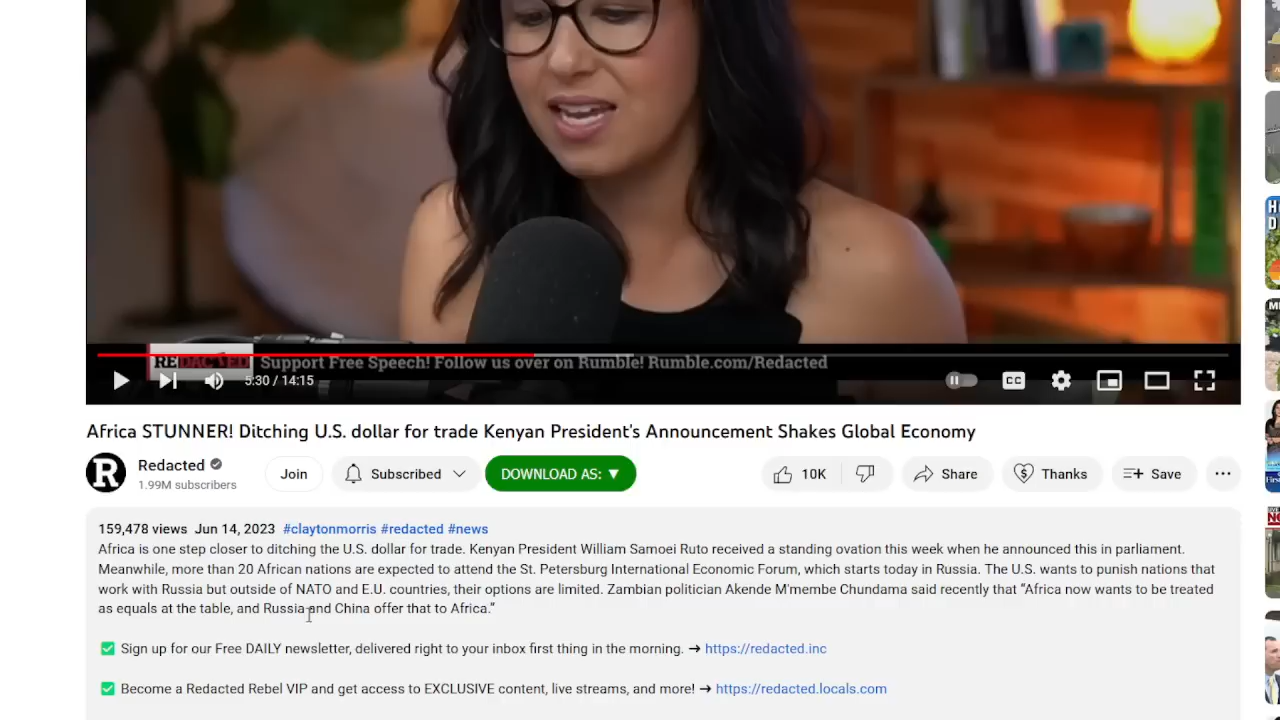 REDACTED Support Free Speech! Follow us over on Rumble! Rumble.com/Redacted
5:30 / 14:15
CC
Africa STUNNER! Ditching U.S. dollar for trade Kenyan President's Announcement Shakes Global Economy
R
Redacted
1.99M subscribers
Join
Subscribed
DOWNLOAD AS: ▼
10K
Share
Thanks
Save
159,478 views Jun 14, 2023 #claytonmorris #redacted #news
Africa is one step closer to ditching the U.S. dollar for trade. Kenyan President William Samoei Ruto received a standing ovation this week when he announced this in parliament.
Meanwhile, more than 20 African nations are expected to attend the St. Petersburg International Economic Forum, which starts today in Russia. The U.S. wants to punish nations that
work with Russia but outside of NATO and E.U. countries, their options are limited. Zambian politician Akende M'membe Chundama said recently that “Africa now wants to be treated
as equals at the table, and Russia and China offer that to Africa.”
✅ Sign up for our Free DAILY newsletter, delivered right to your inbox first thing in the morning. ➜ https://redacted.inc
✅ Become a Redacted Rebel VIP and get access to EXCLUSIVE content, live streams, and more! ➜ https://redacted.locals.com